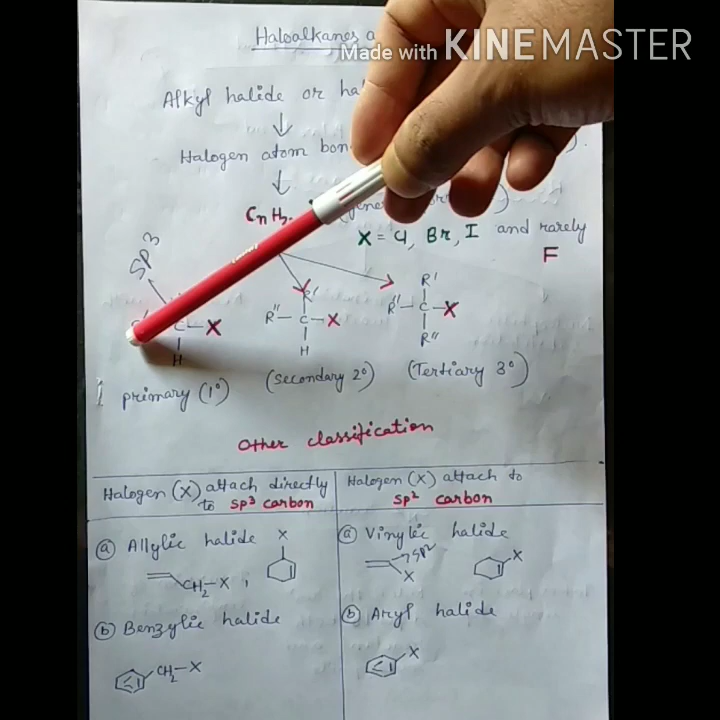 Haloalkanes a
Made with KINEMASTER
Alkyl halide or hal
↓
Halogen atom bon
↓
CnH2
X = Cl, Br, I and rarely
F
SP3
R' R'
C—X R"—C—X R"—C—X
H H R"
primary (1°) (Secondary 2°) (Tertiary 3°)
Other classification
Halogen (X) attach directly
to sp3 carbon
Halogen (X) attach to
sp2 carbon
(a) Allylic halide X
CH2—X ,
(b) Benzylic halide
CH2—X
(a) Vinylic halide
SP2
X X
(b) Aryl halide
X